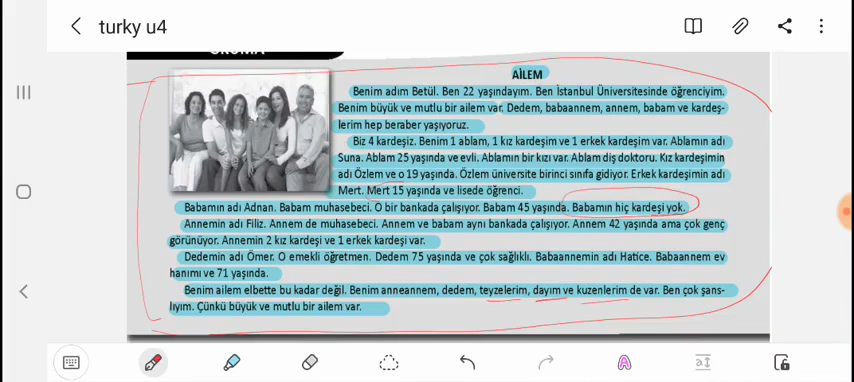 turky u4
OKUMA
AİLEM
Benim adım Betül. Ben 22 yaşındayım. Ben İstanbul Üniversitesinde öğrenciyim.
Benim büyük ve mutlu bir ailem var. Dedem, babaannem, annem, babam ve kardeş-
lerim hep beraber yaşıyoruz.
Biz 4 kardeşiz. Benim 1 ablam, 1 kız kardeşim ve 1 erkek kardeşim var. Ablamın adı
Suna. Ablam 25 yaşında ve evli. Ablamın bir kızı var. Ablam diş doktoru. Kız kardeşimin
adı Özlem ve o 19 yaşında. Özlem üniversite birinci sınıfa gidiyor. Erkek kardeşimin adı
Mert. Mert 15 yaşında ve lisede öğrenci.
Babamın adı Adnan. Babam muhasebeci. O bir bankada çalışıyor. Babam 45 yaşında. Babamın hiç kardeşi yok.
Annemin adı Filiz. Annem de muhasebeci. Annem ve babam aynı bankada çalışıyor. Annem 42 yaşında ama çok genç
görünüyor. Annemin 2 kız kardeşi ve 1 erkek kardeşi var.
Dedemin adı Ömer. O emekli öğretmen. Dedem 75 yaşında ve çok sağlıklı. Babaannemin adı Hatice. Babaannem ev
hanımı ve 71 yaşında.
Benim ailem elbette bu kadar değil. Benim anneannem, dedem, teyzelerim, dayım ve kuzenlerim de var. Ben çok şans-
lıyım. Çünkü büyük ve mutlu bir ailem var.